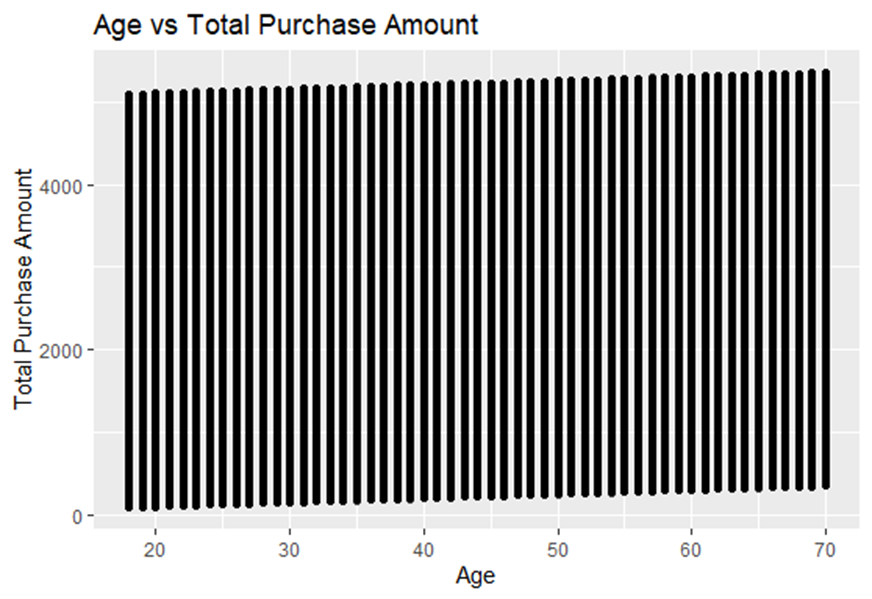 Age vs Total Purchase Amount
Total Purchase Amount
4000
2000
0
20 30 40 50 60 70
Age